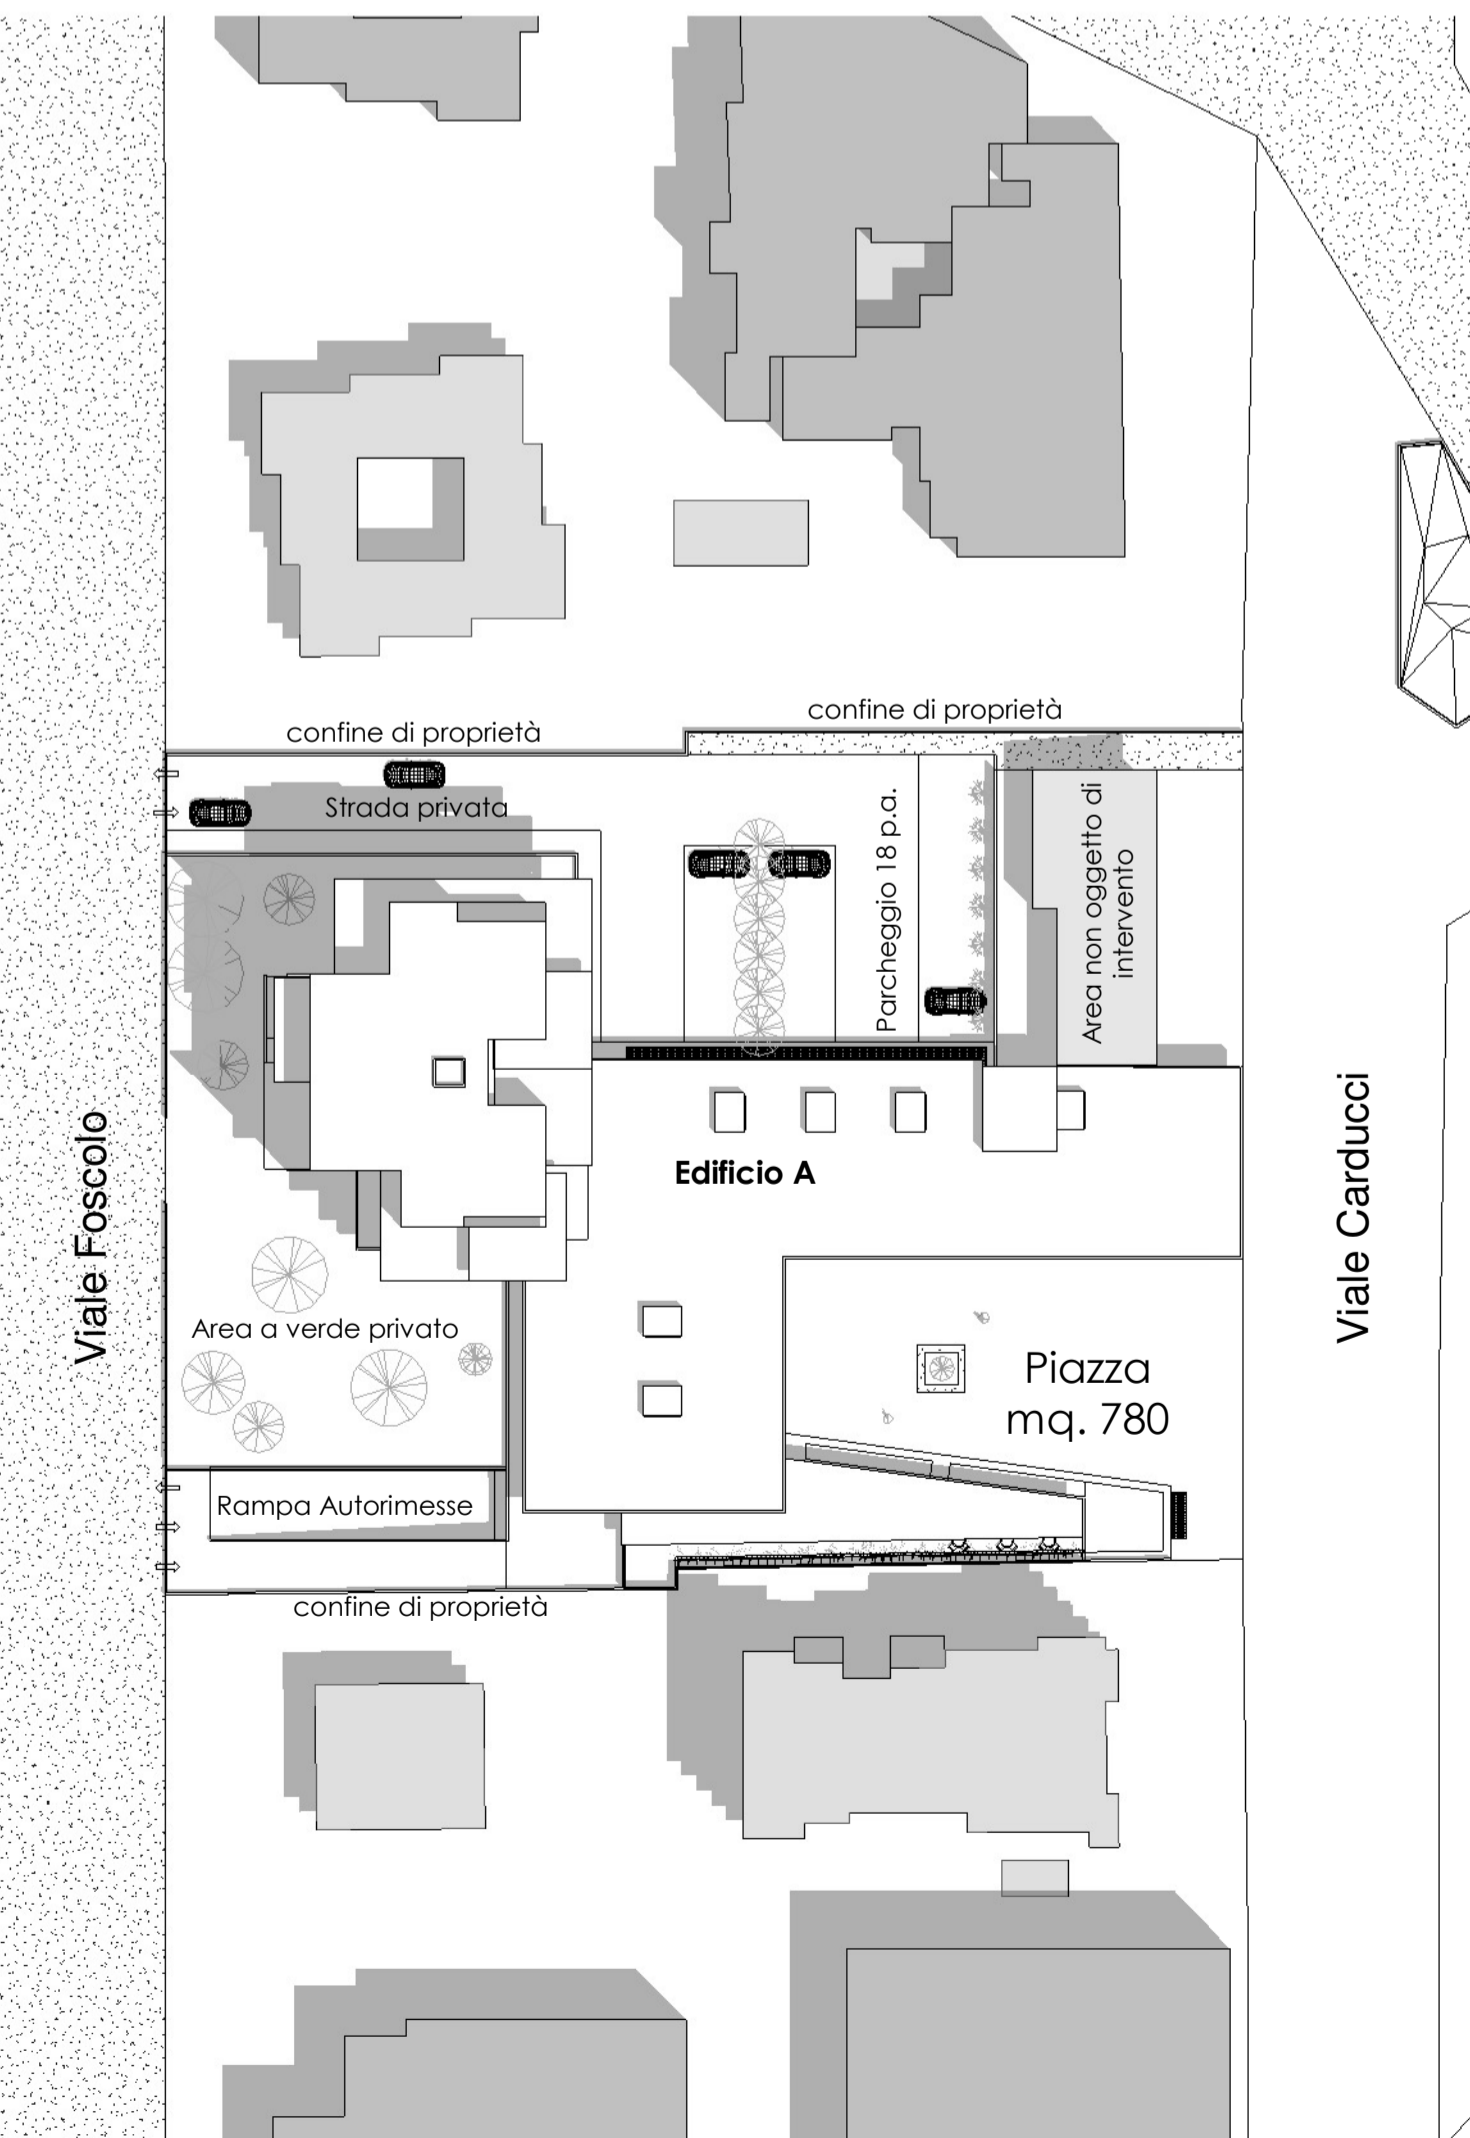 confine di proprietà
confine di proprietà
Strada privata
Parcheggio 18 p.a.
Area non oggetto di
intervento
Viale Foscolo
Edificio A
Viale Carducci
Area a verde privato
Piazza
mq. 780
Rampa Autorimesse
confine di proprietà